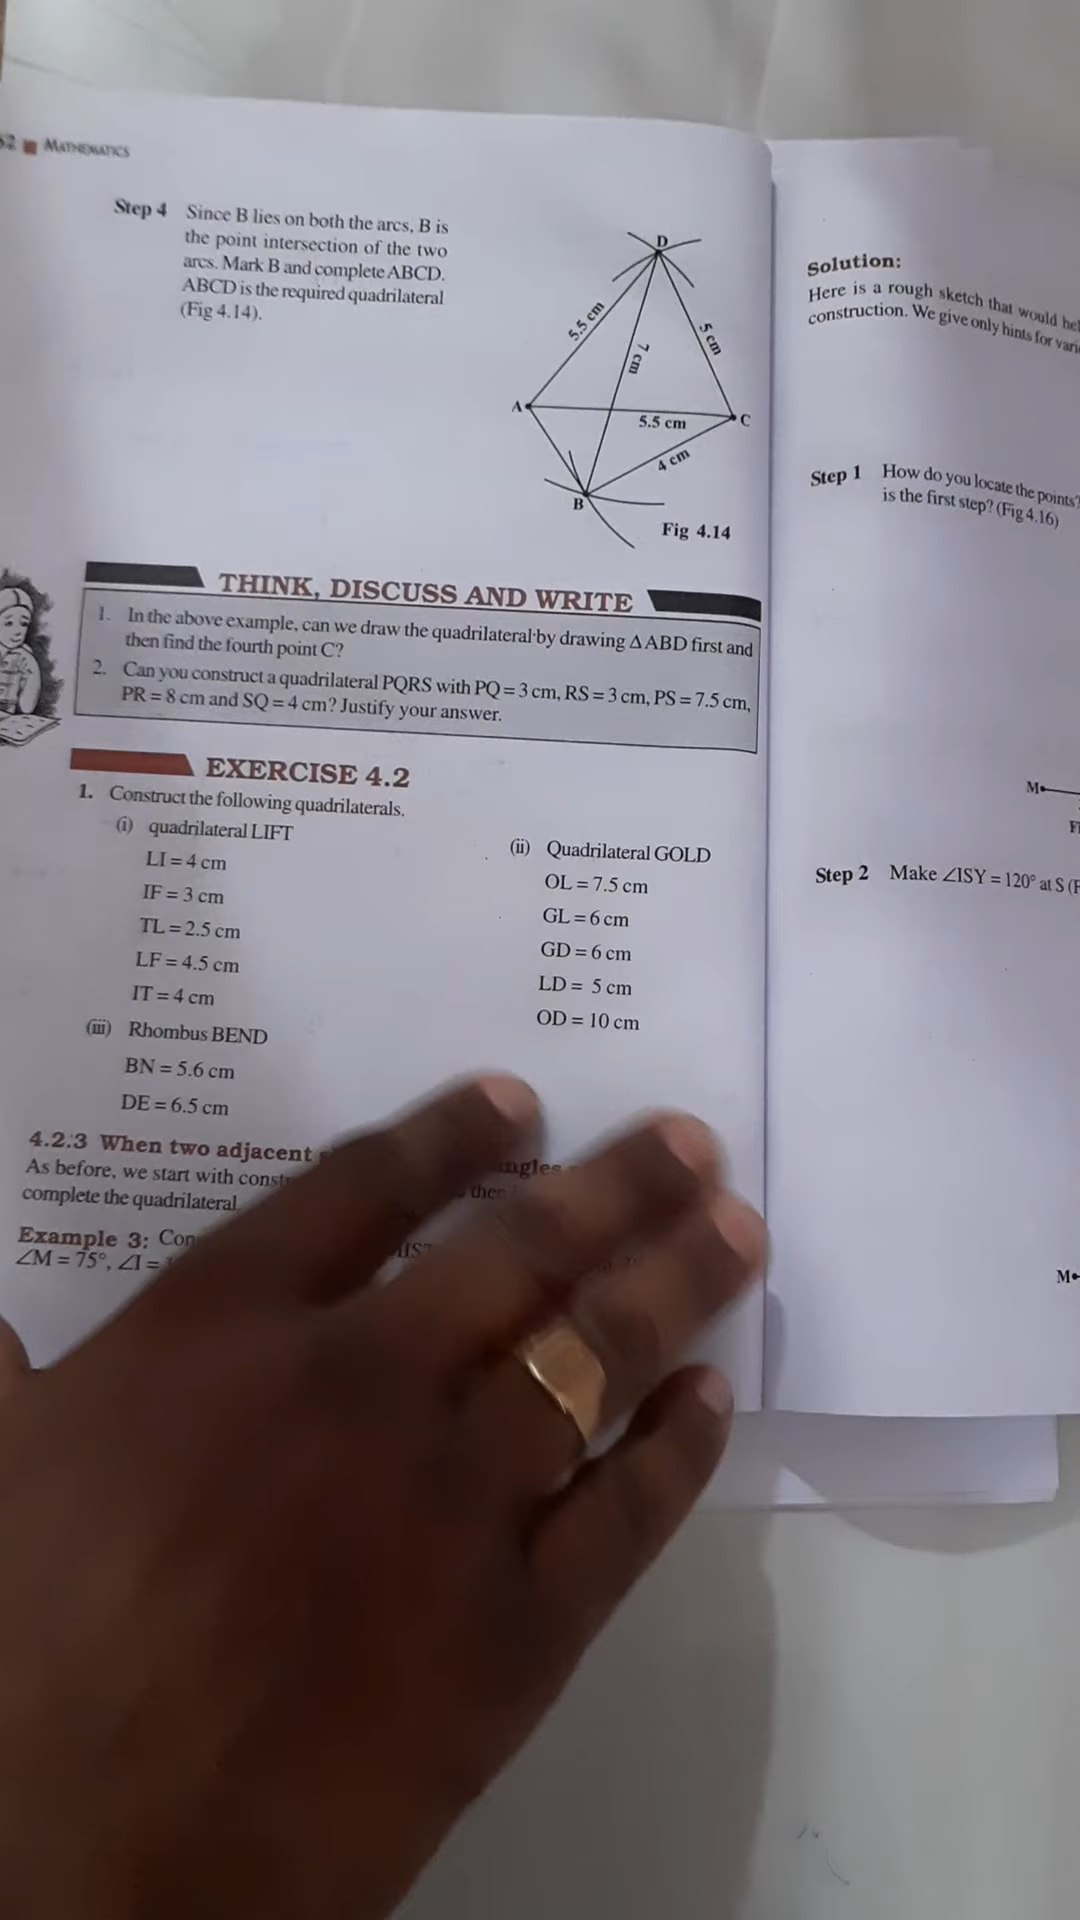 MATHEMATICS
Step 4 Since B lies on both the arcs, B is
the point intersection of the two
arcs. Mark B and complete ABCD.
ABCD is the required quadrilateral
(Fig 4.14).
D
5.5 cm
7 cm
5 cm
A
5.5 cm
C
4 cm
B
Fig 4.14
THINK, DISCUSS AND WRITE
1. In the above example, can we draw the quadrilateral by drawing Δ ABD first and
then find the fourth point C?
2. Can you construct a quadrilateral PQRS with PQ = 3 cm, RS = 3 cm, PS = 7.5 cm,
PR = 8 cm and SQ = 4 cm? Justify your answer.
EXERCISE 4.2
1. Construct the following quadrilaterals.
(i) quadrilateral LIFT
LI = 4 cm
IF = 3 cm
TL = 2.5 cm
LF = 4.5 cm
IT = 4 cm
(ii) Quadrilateral GOLD
OL = 7.5 cm
GL = 6 cm
GD = 6 cm
LD = 5 cm
OD = 10 cm
(iii) Rhombus BEND
BN = 5.6 cm
DE = 6.5 cm
4.2.3 When two adjacent
As before, we start with
complete the quadrilateral
Example 3:
∠M = 75°, ∠I =
Solution:
Here is a rough sketch that would
construction. We give only hints for
Step 1 How do you locate the points?
is the first step? (Fig 4.16)
M
Step 2 Make ∠ISY = 120° at S
M